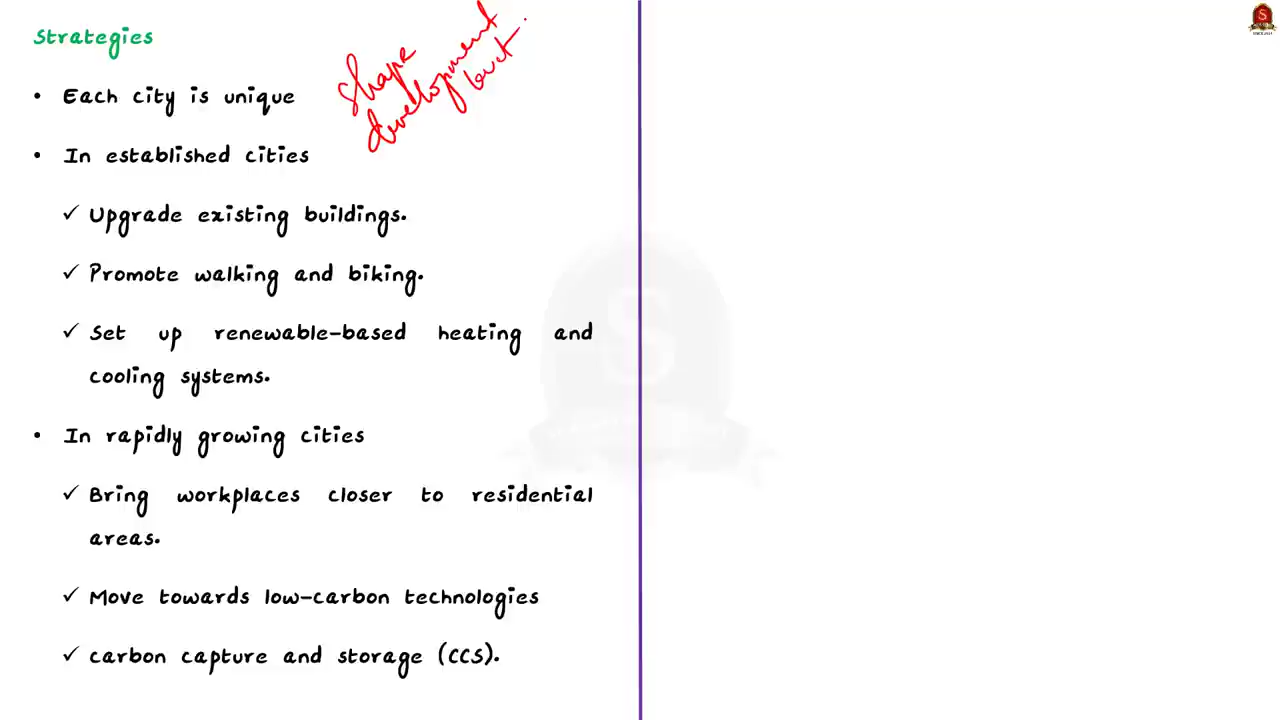 Strategies
• Each city is unique
shape
development
level
• In established cities
✓ Upgrade existing buildings.
✓ Promote walking and biking.
✓ Set up renewable-based heating and
cooling systems.
• In rapidly growing cities
✓ Bring workplaces closer to residential
areas.
✓ Move towards low-carbon technologies
✓ carbon capture and storage (CCS).